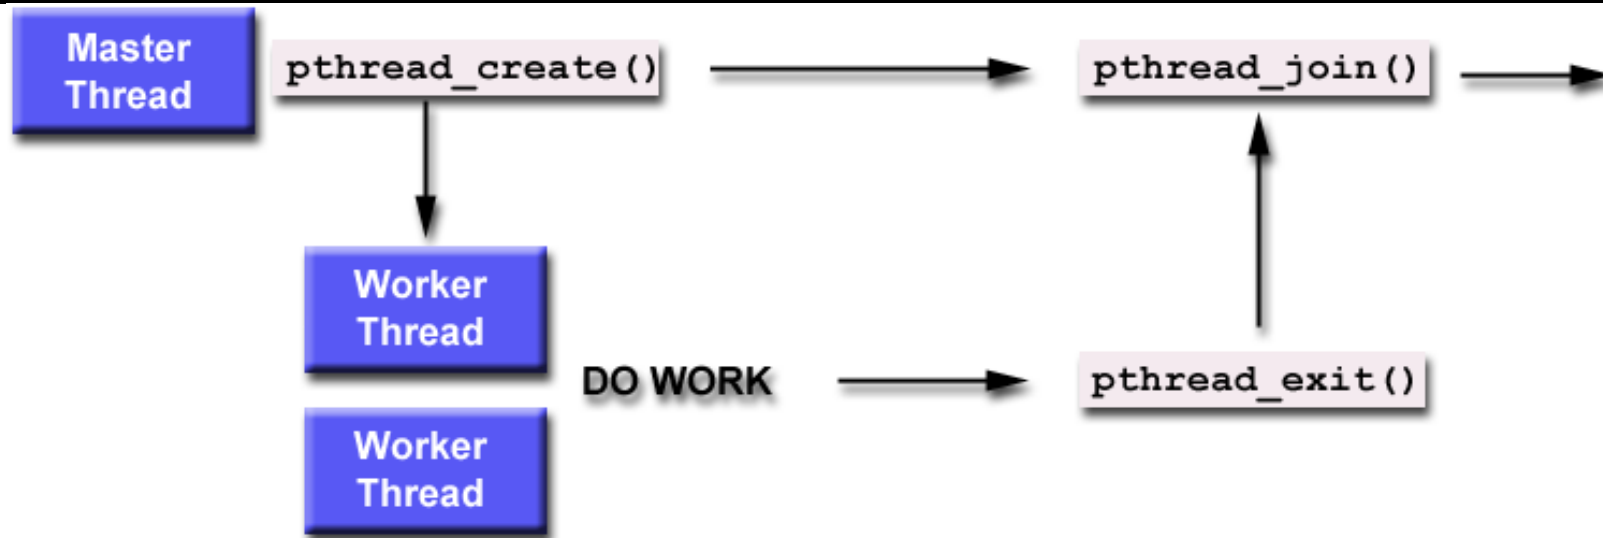 Master
Thread
pthread_create()
pthread_join()
Worker
Thread
DO WORK
pthread_exit()
Worker
Thread